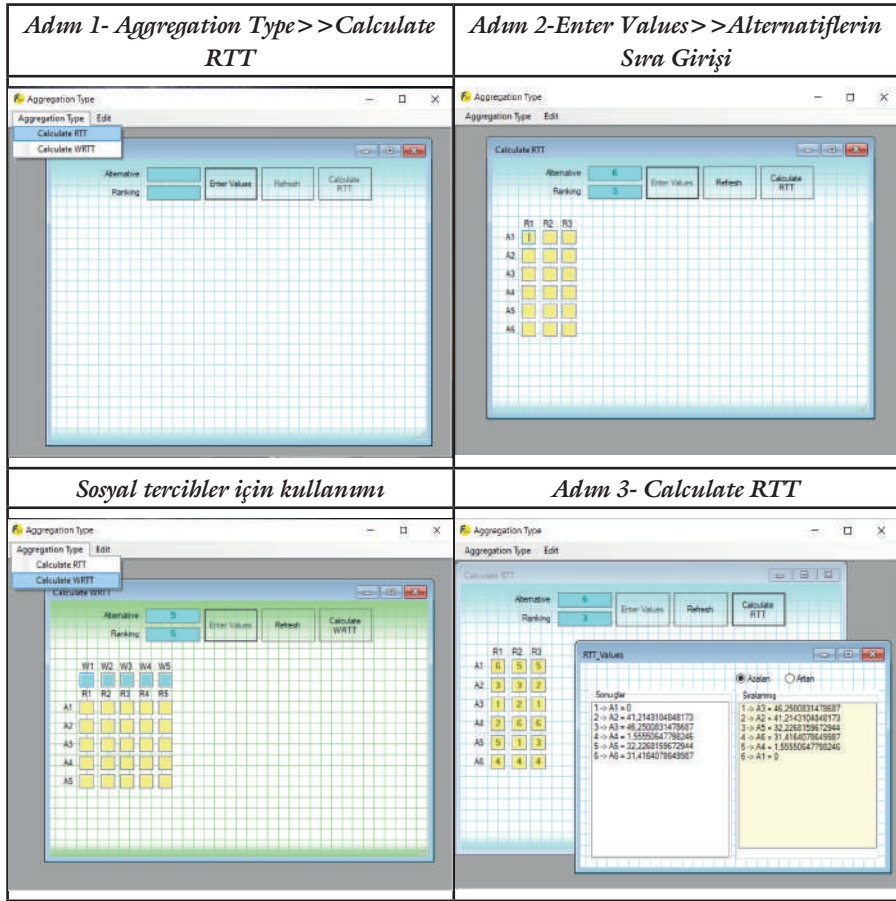 Adım 1- Aggregation Type>>Calculate
RTT
Adım 2-Enter Values>>Alternatiflerin
Sıra Girişi
Aggregation Type
Aggregation Type Edit
Calculate RTT
Calculate WRTT
Alternative
Ranking
Enter Values
Refresh
Calculate
RTT
Aggregation Type
Aggregation Type Edit
Calculate RTT
Alternative 6
Ranking 3
Enter Values
Refresh
Calculate
RTT
R1 R2 R3
A1 1
A2
A3
A4
A5
A6
Sosyal tercihler için kullanımı
Adım 3- Calculate RTT
Aggregation Type
Aggregation Type Edit
Calculate RTT
Calculate WRTT
Calculate WRTT
Alternative 5
Ranking 5
Enter Values
Refresh
Calculate
WRTT
W1 W2 W3 W4 W5
R1 R2 R3 R4 R5
A1
A2
A3
A4
A5
Aggregation Type
Aggregation Type Edit
Calculate RTT
Alternative 6
Ranking 3
Enter Values
Refresh
Calculate
RTT
R1 R2 R3
A1 6 5 5
A2 3 3 2
A3 1 2 1
A4 2 6 6
A5 5 1 3
A6 4 4 4
RTT_Values
Azalan Artan
Sonuçlar
1 -> A1 = 0
2 -> A2 = 41,2143104848173
3 -> A3 = 46,2500831478687
4 -> A4 = 1,55550647798246
5 -> A5 = 32,2268159672944
6 -> A6 = 31,4164078649987
Sıralanmış
1 -> A3 = 46,2500831478687
2 -> A2 = 41,2143104848173
3 -> A5 = 32,2268159672944
4 -> A6 = 31,4164078649987
5 -> A4 = 1,55550647798246
6 -> A1 = 0